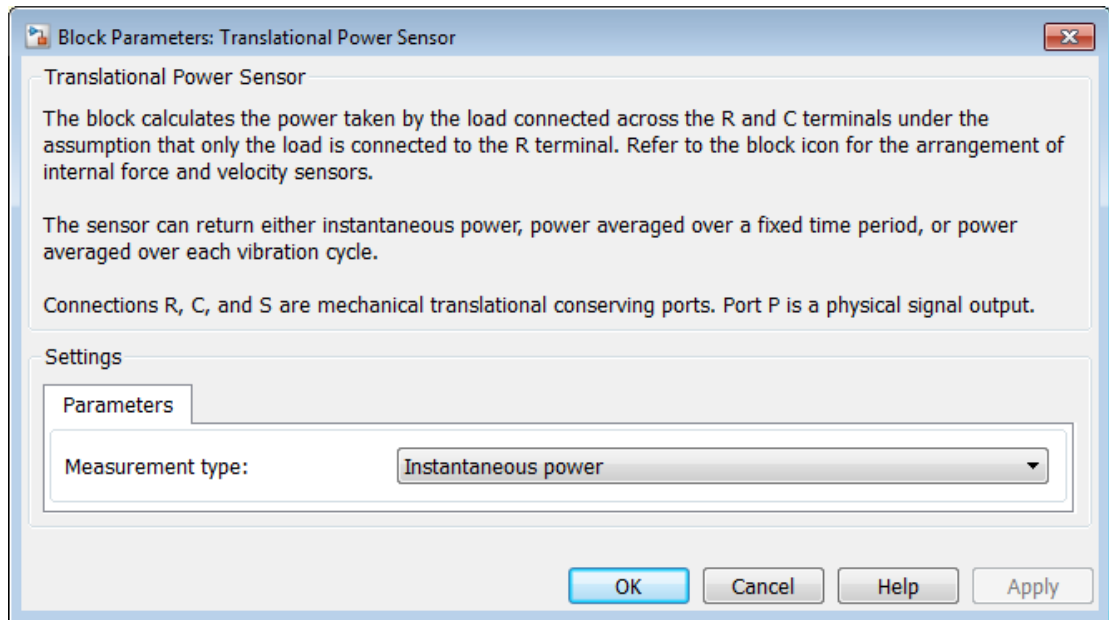 Block Parameters: Translational Power Sensor
Translational Power Sensor
The block calculates the power taken by the load connected across the R and C terminals under the
assumption that only the load is connected to the R terminal. Refer to the block icon for the arrangement of
internal force and velocity sensors.
The sensor can return either instantaneous power, power averaged over a fixed time period, or power
averaged over each vibration cycle.
Connections R, C, and S are mechanical translational conserving ports. Port P is a physical signal output.
Settings
Parameters
Measurement type: Instantaneous power
OK Cancel Help Apply